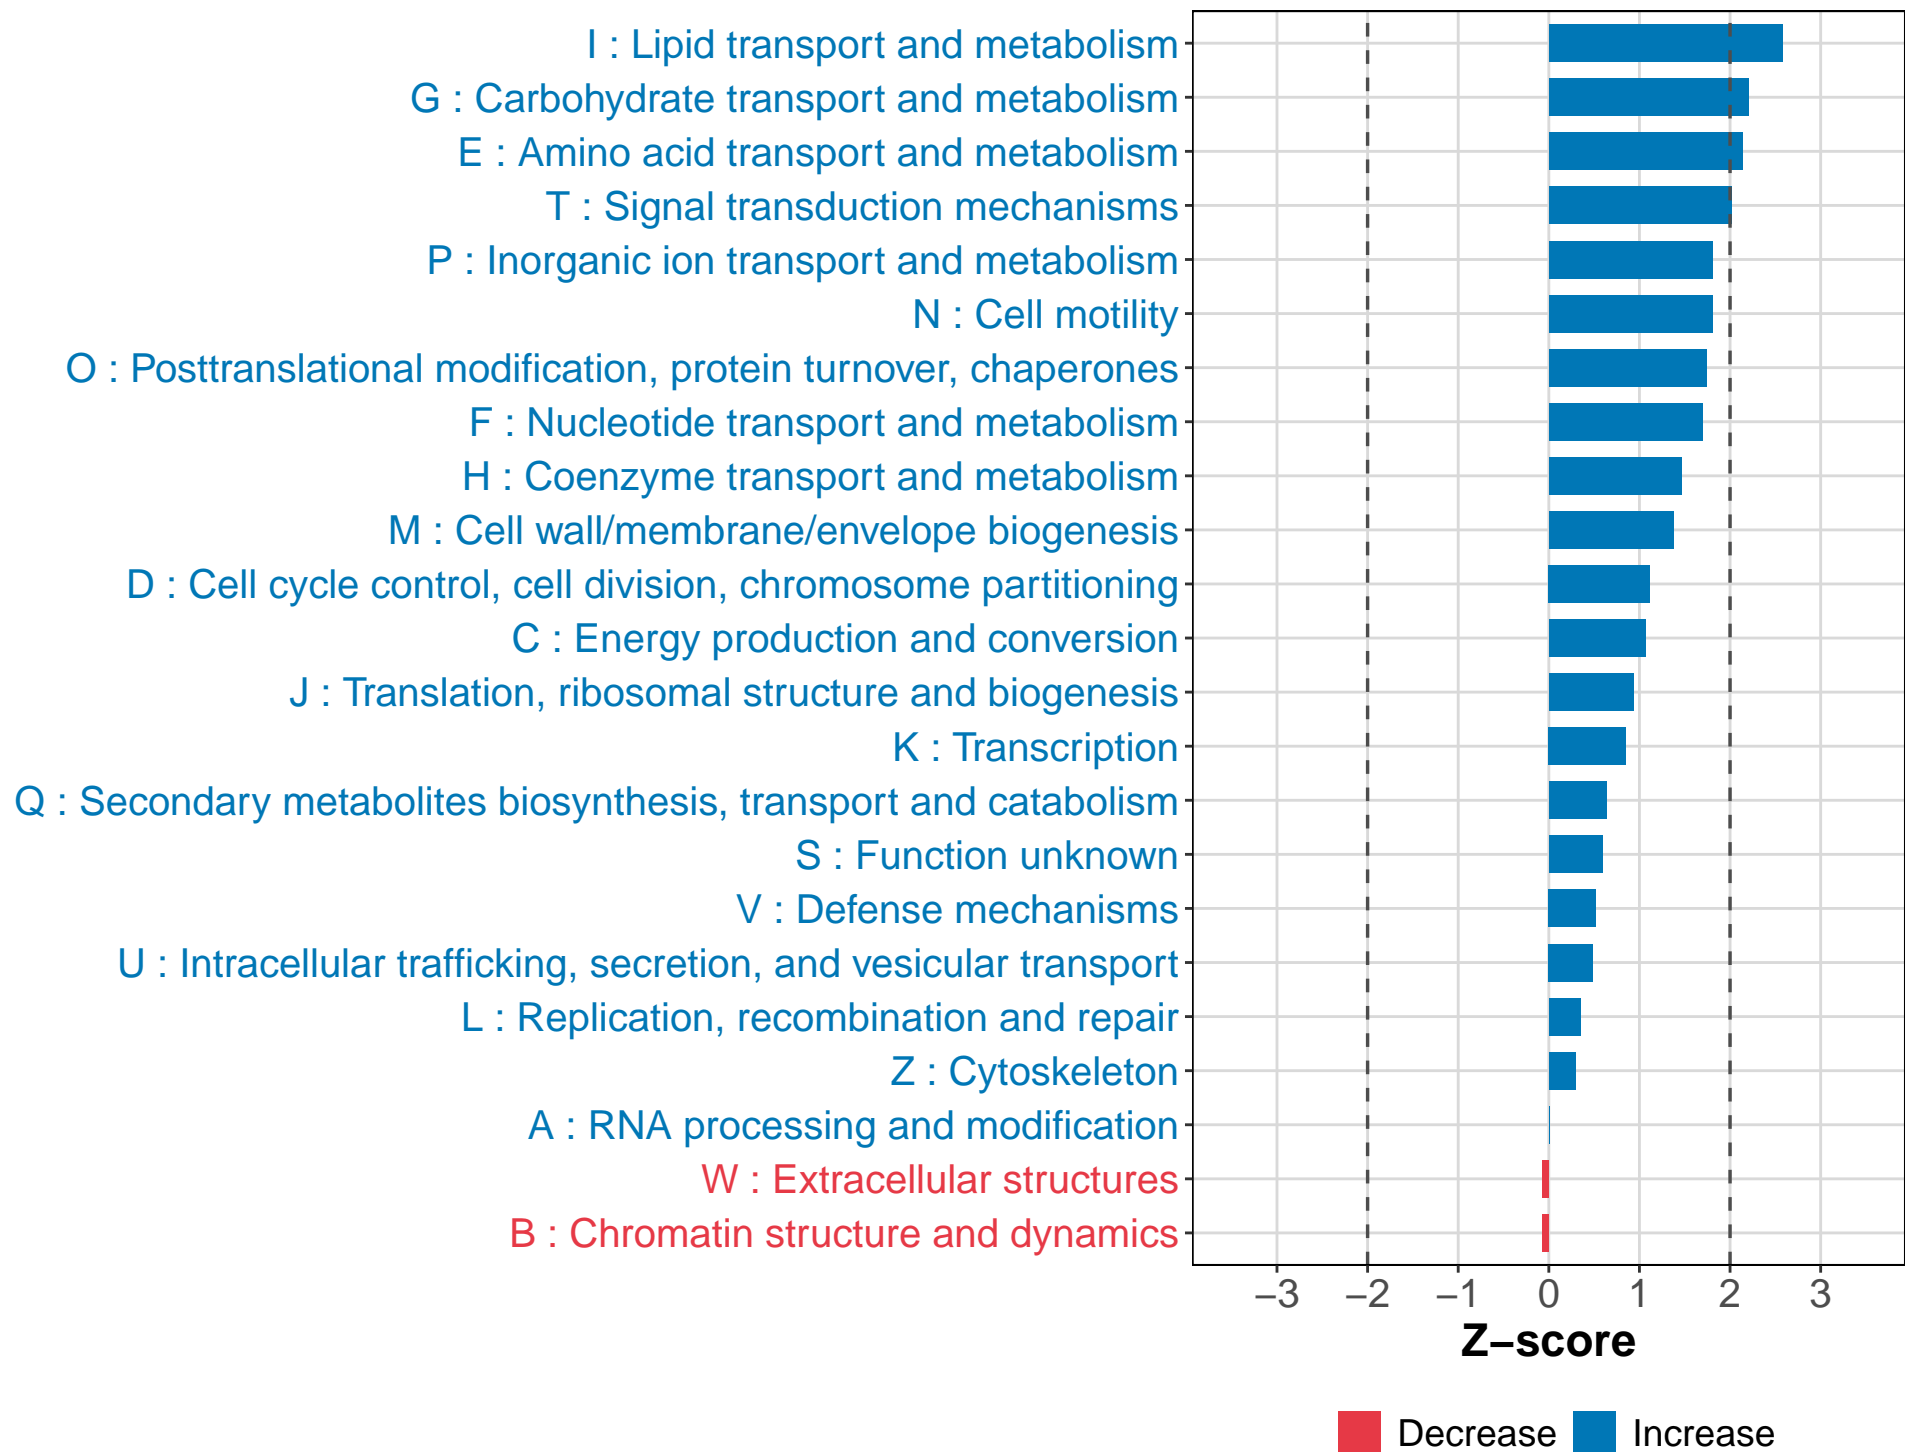 I : Lipid transport and metabolism
G : Carbohydrate transport and metabolism
E : Amino acid transport and metabolism
T : Signal transduction mechanisms
P : Inorganic ion transport and metabolism
N : Cell motility
O : Posttranslational modification, protein turnover, chaperones
F : Nucleotide transport and metabolism
H : Coenzyme transport and metabolism
M : Cell wall/membrane/envelope biogenesis
D : Cell cycle control, cell division, chromosome partitioning
C : Energy production and conversion
J : Translation, ribosomal structure and biogenesis
K : Transcription
Q : Secondary metabolites biosynthesis, transport and catabolism
S : Function unknown
V : Defense mechanisms
U : Intracellular trafficking, secretion, and vesicular transport
L : Replication, recombination and repair
Z : Cytoskeleton
A : RNA processing and modification
W : Extracellular structures
B : Chromatin structure and dynamics
−3 −2 −1 0 1 2 3
Z−score
Decrease Increase